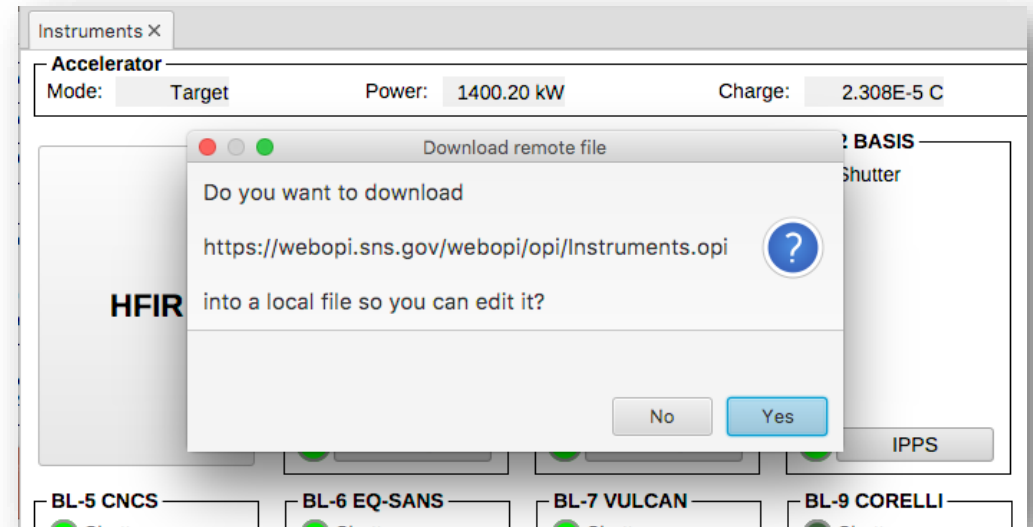 Instruments ×
Accelerator
Mode: Target Power: 1400.20 kW Charge: 2.308E-5 C
Download remote file
Do you want to download
https://webopi.sns.gov/webopi/opi/Instruments.opi
into a local file so you can edit it?
No Yes
HFIR
2 BASIS
Shutter
IPPS
BL-5 CNCS BL-6 EQ-SANS BL-7 VULCAN BL-9 CORELLI